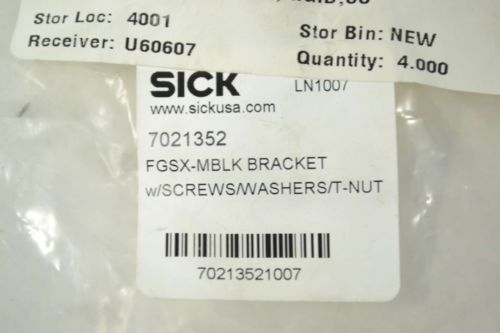 Stor Loc: 4001
Stor Bin: NEW
Receiver: U60607
Quantity: 4.000
SICK
LN1007
www.sickusa.com
7021352
FGSX-MBLK BRACKET
w/SCREWS/WASHERS/T-NUT
70213521007